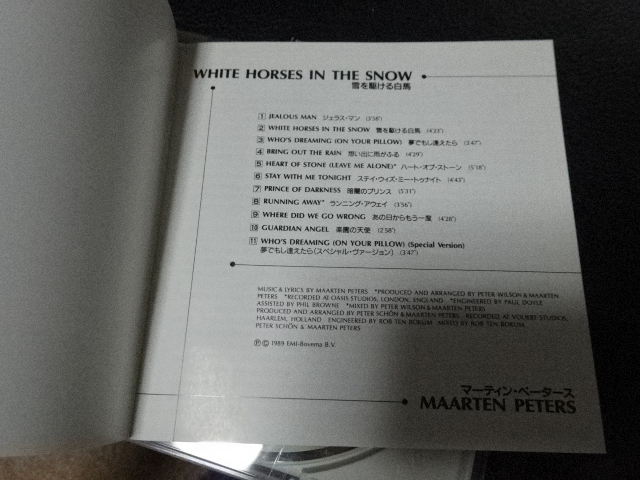 WHITE HORSES IN THE SNOW
雪を駆ける白馬
1 JEALOUS MAN ジェラス・マン (3'58")
2 WHITE HORSES IN THE SNOW 雪を駆ける白馬 (4'23")
3 WHO'S DREAMING (ON YOUR PILLOW) 夢でもし逢えたら (3'47")
4 BRING OUT THE RAIN 想い出に雨がふる (4'29")
5 HEART OF STONE (LEAVE ME ALONE)* ハート・オブ・ストーン (5'18")
6 STAY WITH ME TONIGHT ステイ・ウィズ・ミー・トゥナイト (4'43")
7 PRINCE OF DARKNESS 暗闇のプリンス (5'31")
8 RUNNING AWAY* ランニング・アウェイ (3'56")
9 WHERE DID WE GO WRONG あの日からもう一度 (4'28")
10 GUARDIAN ANGEL 楽園の天使 (2'58")
11 WHO'S DREAMING (ON YOUR PILLOW) (Special Version)
夢でもし逢えたら(スペシャル・ヴァージョン) (3'47")
MUSIC & LYRICS BY MAARTEN PETERS *PRODUCED AND ARRANGED BY PETER WILSON & MAARTEN
PETERS *RECORDED AT OASIS STUDIOS, LONDON, ENGLAND *ENGINEERED BY PAUL DOYLE
ASSISTED BY PHIL BROWNE *MIXED BY PETER WILSON & MAARTEN PETERS
PRODUCED AND ARRANGED BY PETER SCHÖN & MAARTEN PETERS RECORDED AT STUDIOS,
HAARLEM, HOLLAND ENGINEERED BY ROB TEN BOKUM MIXED BY ROB TEN BOKUM,
PETER SCHÖN & MAARTEN PETERS
Ⓟ © 1989 EMI-Bovema B.V.
マーティン・ペータース
MAARTEN PETERS